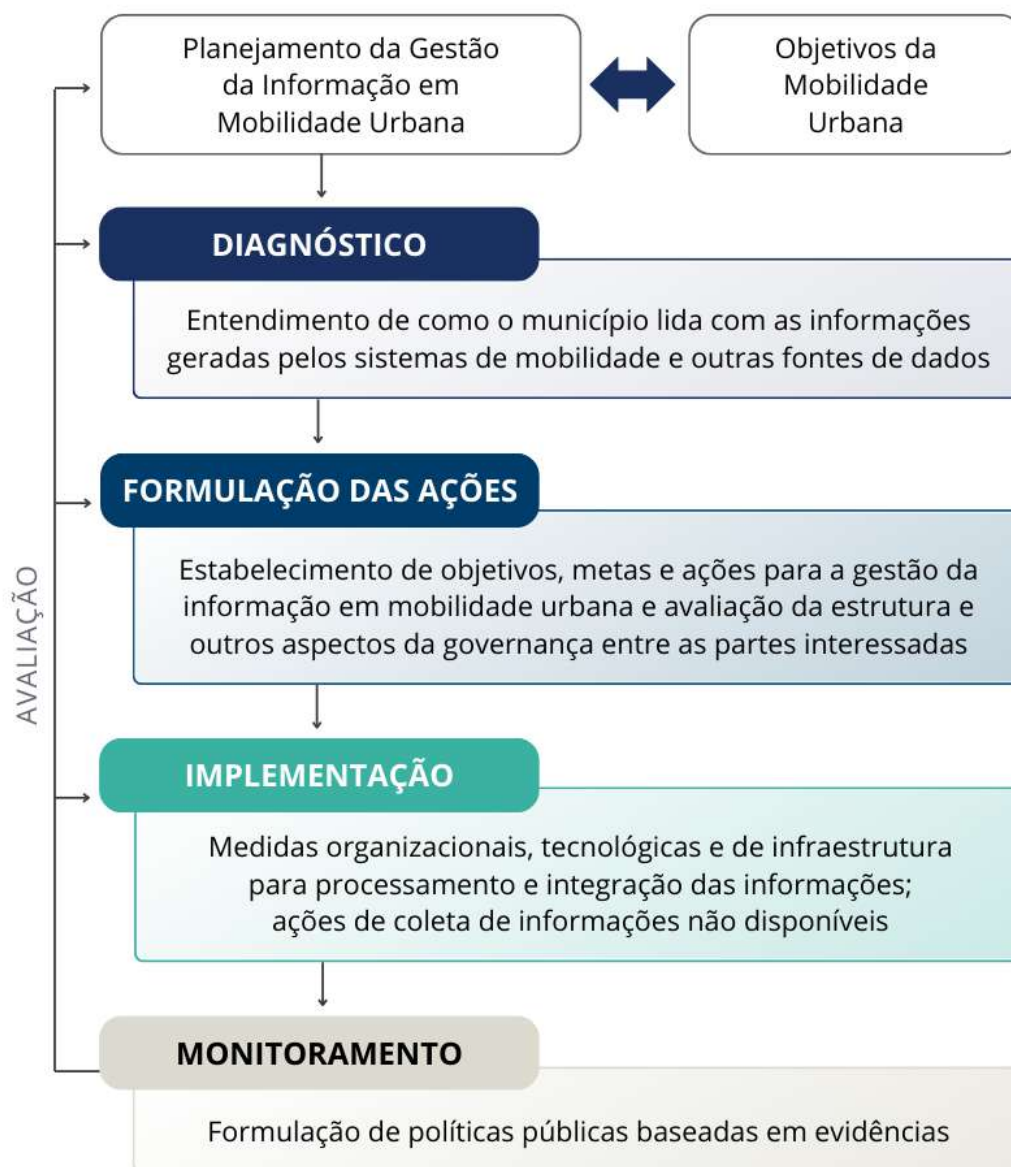 Planejamento da Gestão
da Informação em
Mobilidade Urbana
Objetivos da
Mobilidade
Urbana
DIAGNÓSTICO
Entendimento de como o município lida com as informações
geradas pelos sistemas de mobilidade e outras fontes de dados
FORMULAÇÃO DAS AÇÕES
Estabelecimento de objetivos, metas e ações para a gestão da
informação em mobilidade urbana e avaliação da estrutura e
outros aspectos da governança entre as partes interessadas
AVALIAÇÃO
IMPLEMENTAÇÃO
Medidas organizacionais, tecnológicas e de infraestrutura
para processamento e integração das informações;
ações de coleta de informações não disponíveis
MONITORAMENTO
Formulação de políticas públicas baseadas em evidências